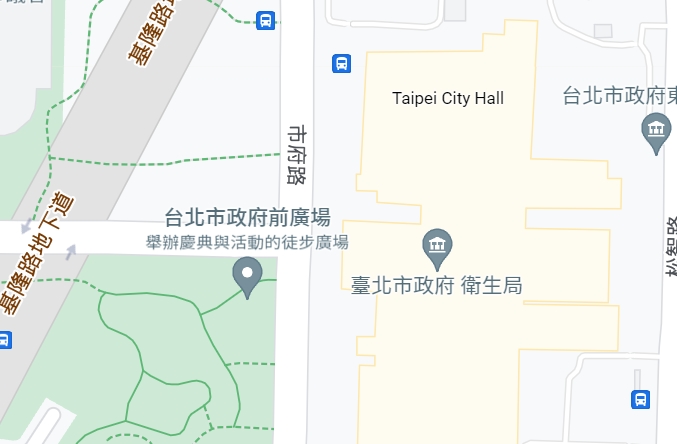 基隆路
Taipei City Hall
台北市政府東
市府路
台北市政府前廣場
舉辦慶典與活動的徒步廣場
基隆路地下道
松智路
臺北市政府 衛生局